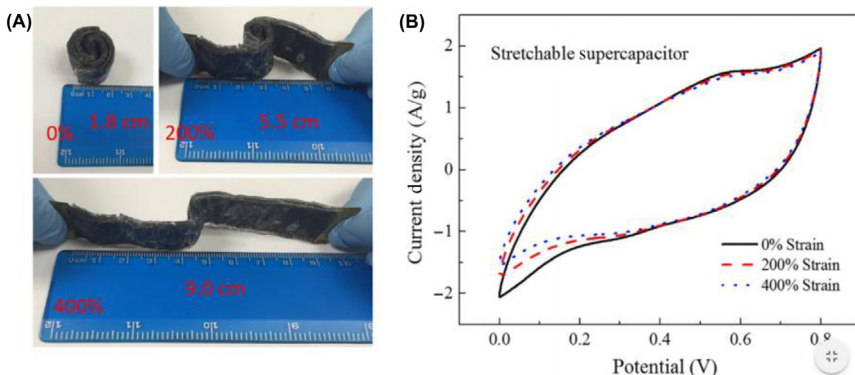 (A)
0%
1.8 cm
200%
5.5 cm
400%
9.0 cm
(B)
Stretchable supercapacitor
Current density (A/g)
2
1
0
−1
−2
0% Strain
200% Strain
400% Strain
0.0
0.2
0.4
0.6
0.8
Potential (V)